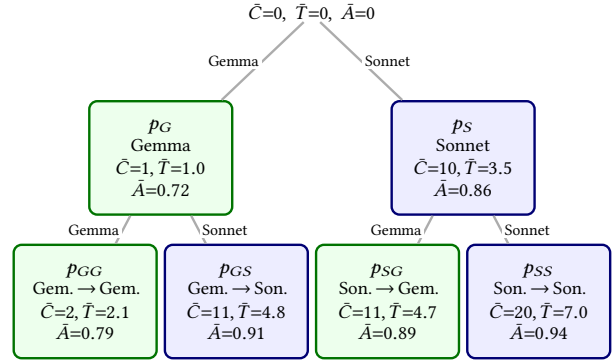 C̄=0, T̄=0, Ā=0
Gemma
Sonnet
p_G
Gemma
C̄=1, T̄=1.0
Ā=0.72
p_S
Sonnet
C̄=10, T̄=3.5
Ā=0.86
Gemma
Sonnet
Gemma
Sonnet
p_GG
Gem. → Gem.
C̄=2, T̄=2.1
Ā=0.79
p_GS
Gem. → Son.
C̄=11, T̄=4.8
Ā=0.91
p_SG
Son. → Gem.
C̄=11, T̄=4.7
Ā=0.89
p_SS
Son. → Son.
C̄=20, T̄=7.0
Ā=0.94